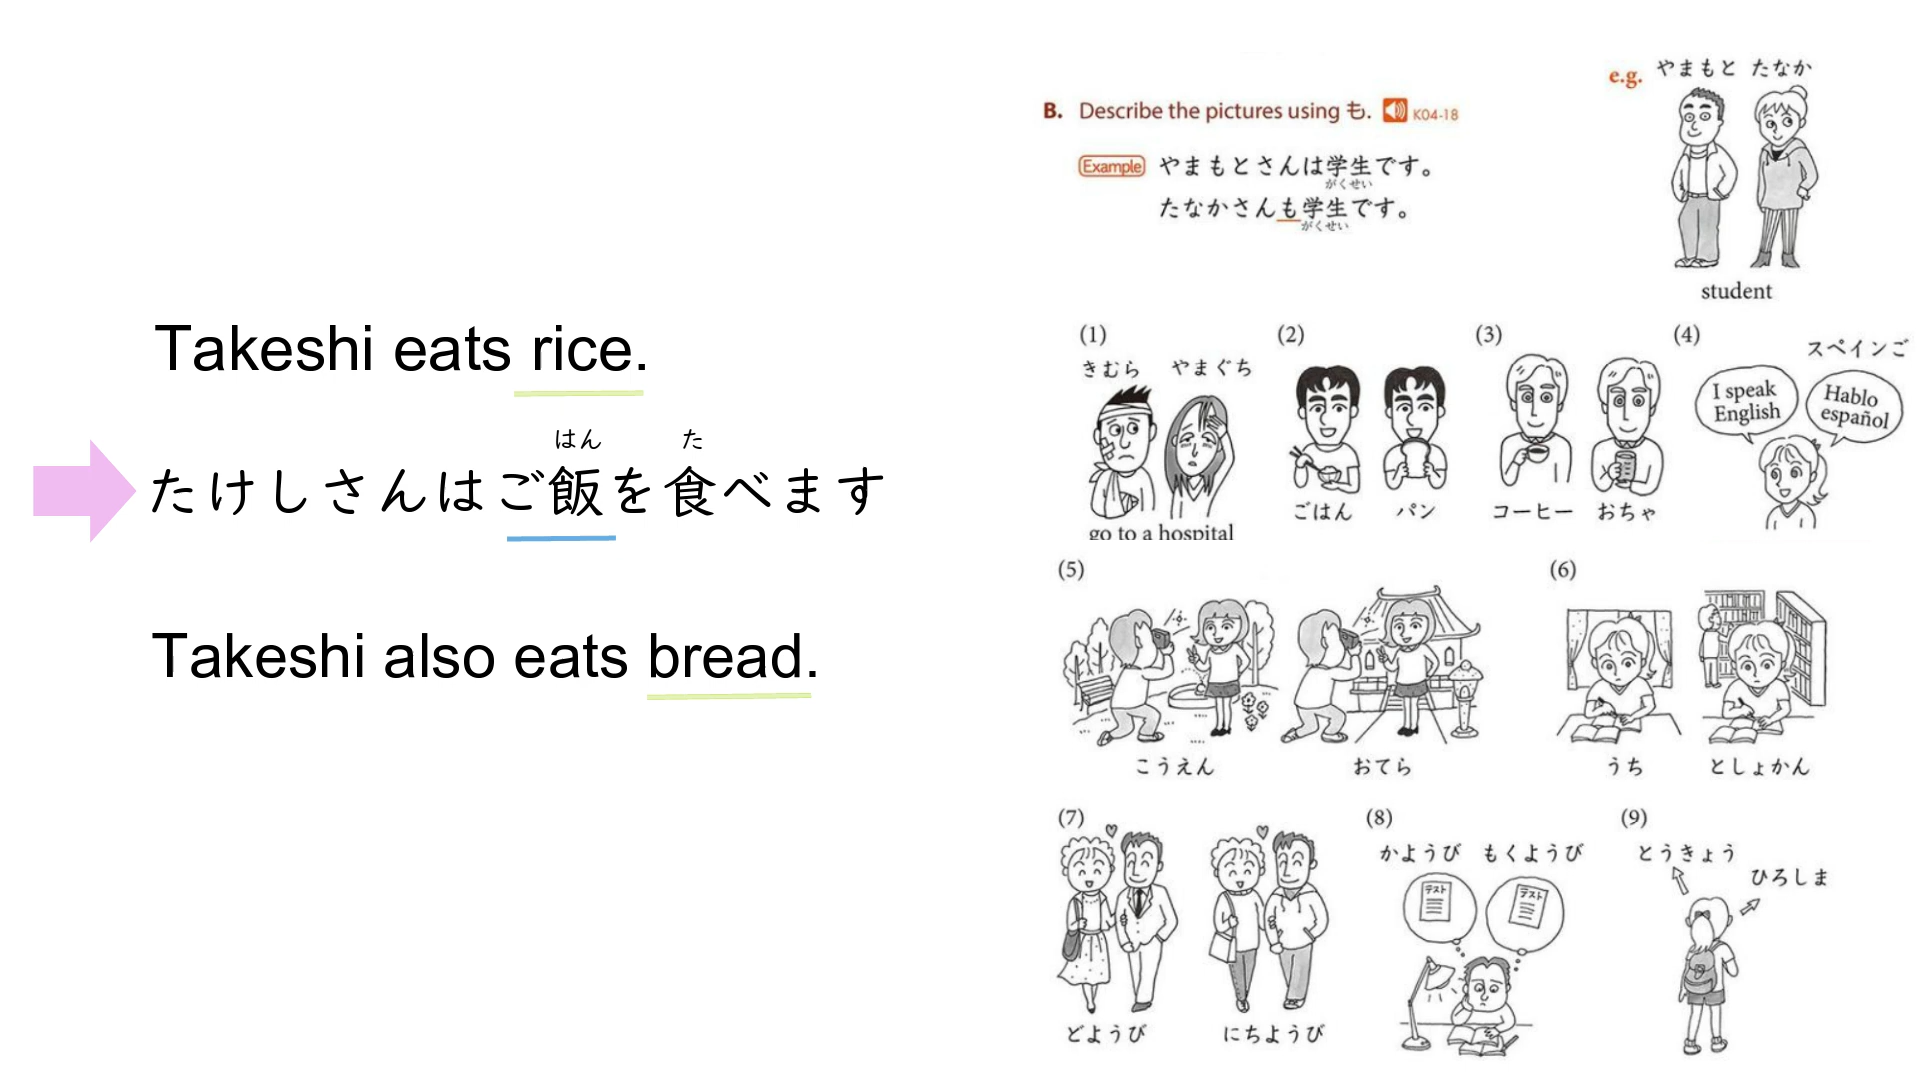 Takeshi eats rice.
はん た
たけしさんはご飯を食べます
Takeshi also eats bread.
B. Describe the pictures using も. K04-18
Example やまもとさんは学生です。
がくせい
たなかさんも学生です。
がくせい
e.g. やまもと たなか
student
(1)
きむら やまぐち
go to a hospital
(2)
ごはん パン
(3)
コーヒー おちゃ
(4)
スペインご
I speak
English
Hablo
español
(5)
こうえん おてら
(6)
うち としょかん
(7)
どようび にちようび
(8)
かようび もくようび
テスト テスト
(9)
とうきょう
ひろしま